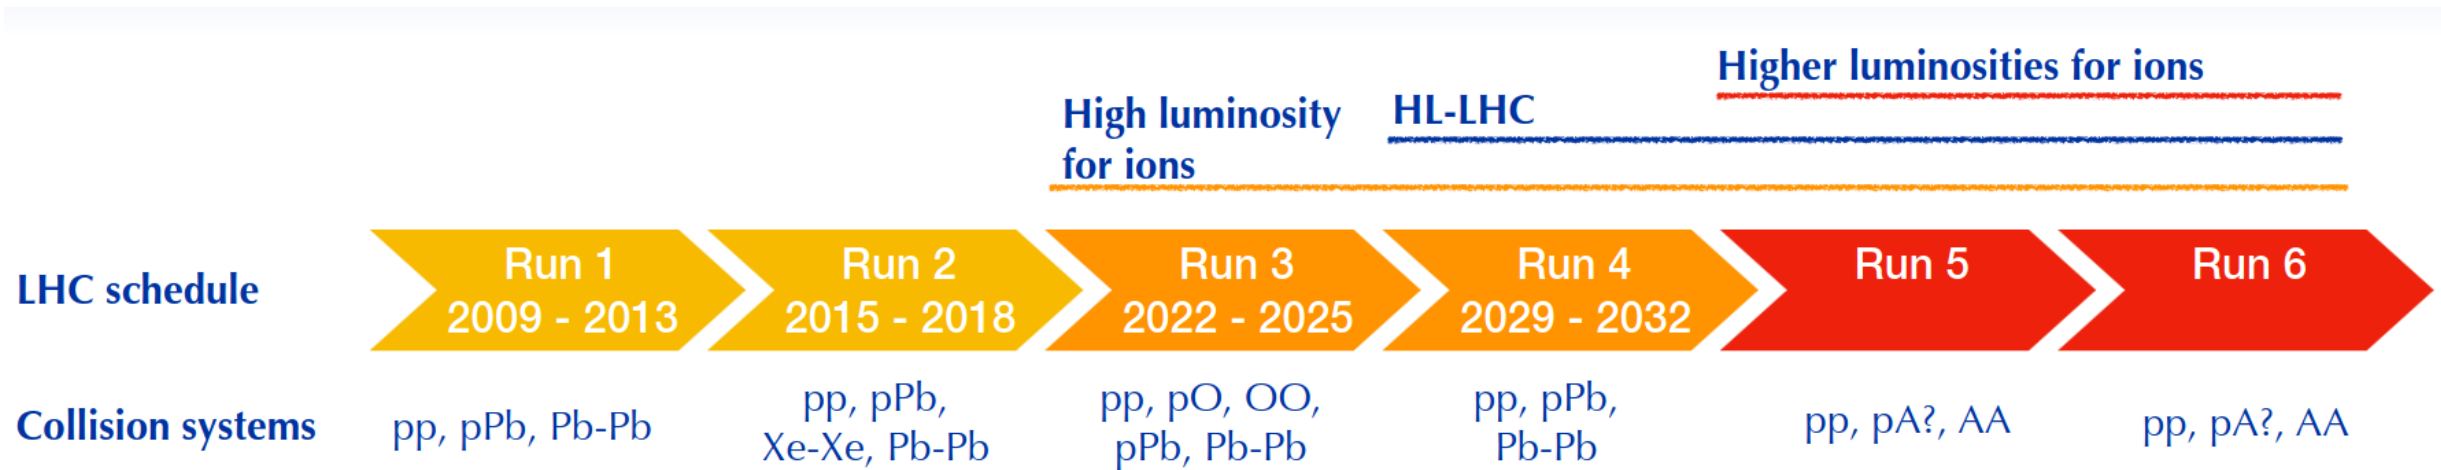 Higher luminosities for ions
High luminosity
for ions
HL-LHC
LHC schedule
Run 1
2009 - 2013
Run 2
2015 - 2018
Run 3
2022 - 2025
Run 4
2029 - 2032
Run 5
Run 6
Collision systems
pp, pPb, Pb-Pb
pp, pPb,
Xe-Xe, Pb-Pb
pp, pO, OO,
pPb, Pb-Pb
pp, pPb,
Pb-Pb
pp, pA?, AA
pp, pA?, AA